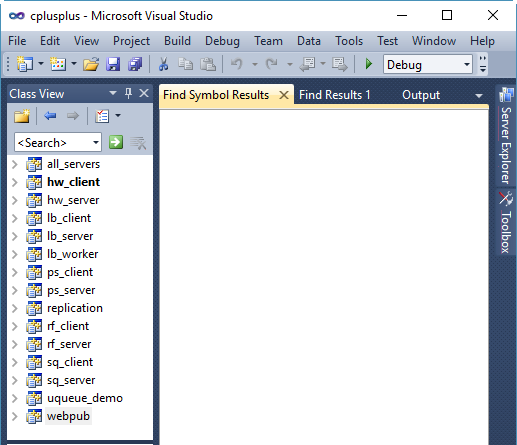 cplusplus - Microsoft Visual Studio
File Edit View Project Build Debug Team Data Tools Test Window Help
Debug
Class View
Find Symbol Results
Find Results 1
Output
<Search>
all_servers
hw_client
hw_server
lb_client
lb_server
lb_worker
ps_client
ps_server
replication
rf_client
rf_server
sq_client
sq_server
uqueue_demo
webpub
Server Explorer
Toolbox